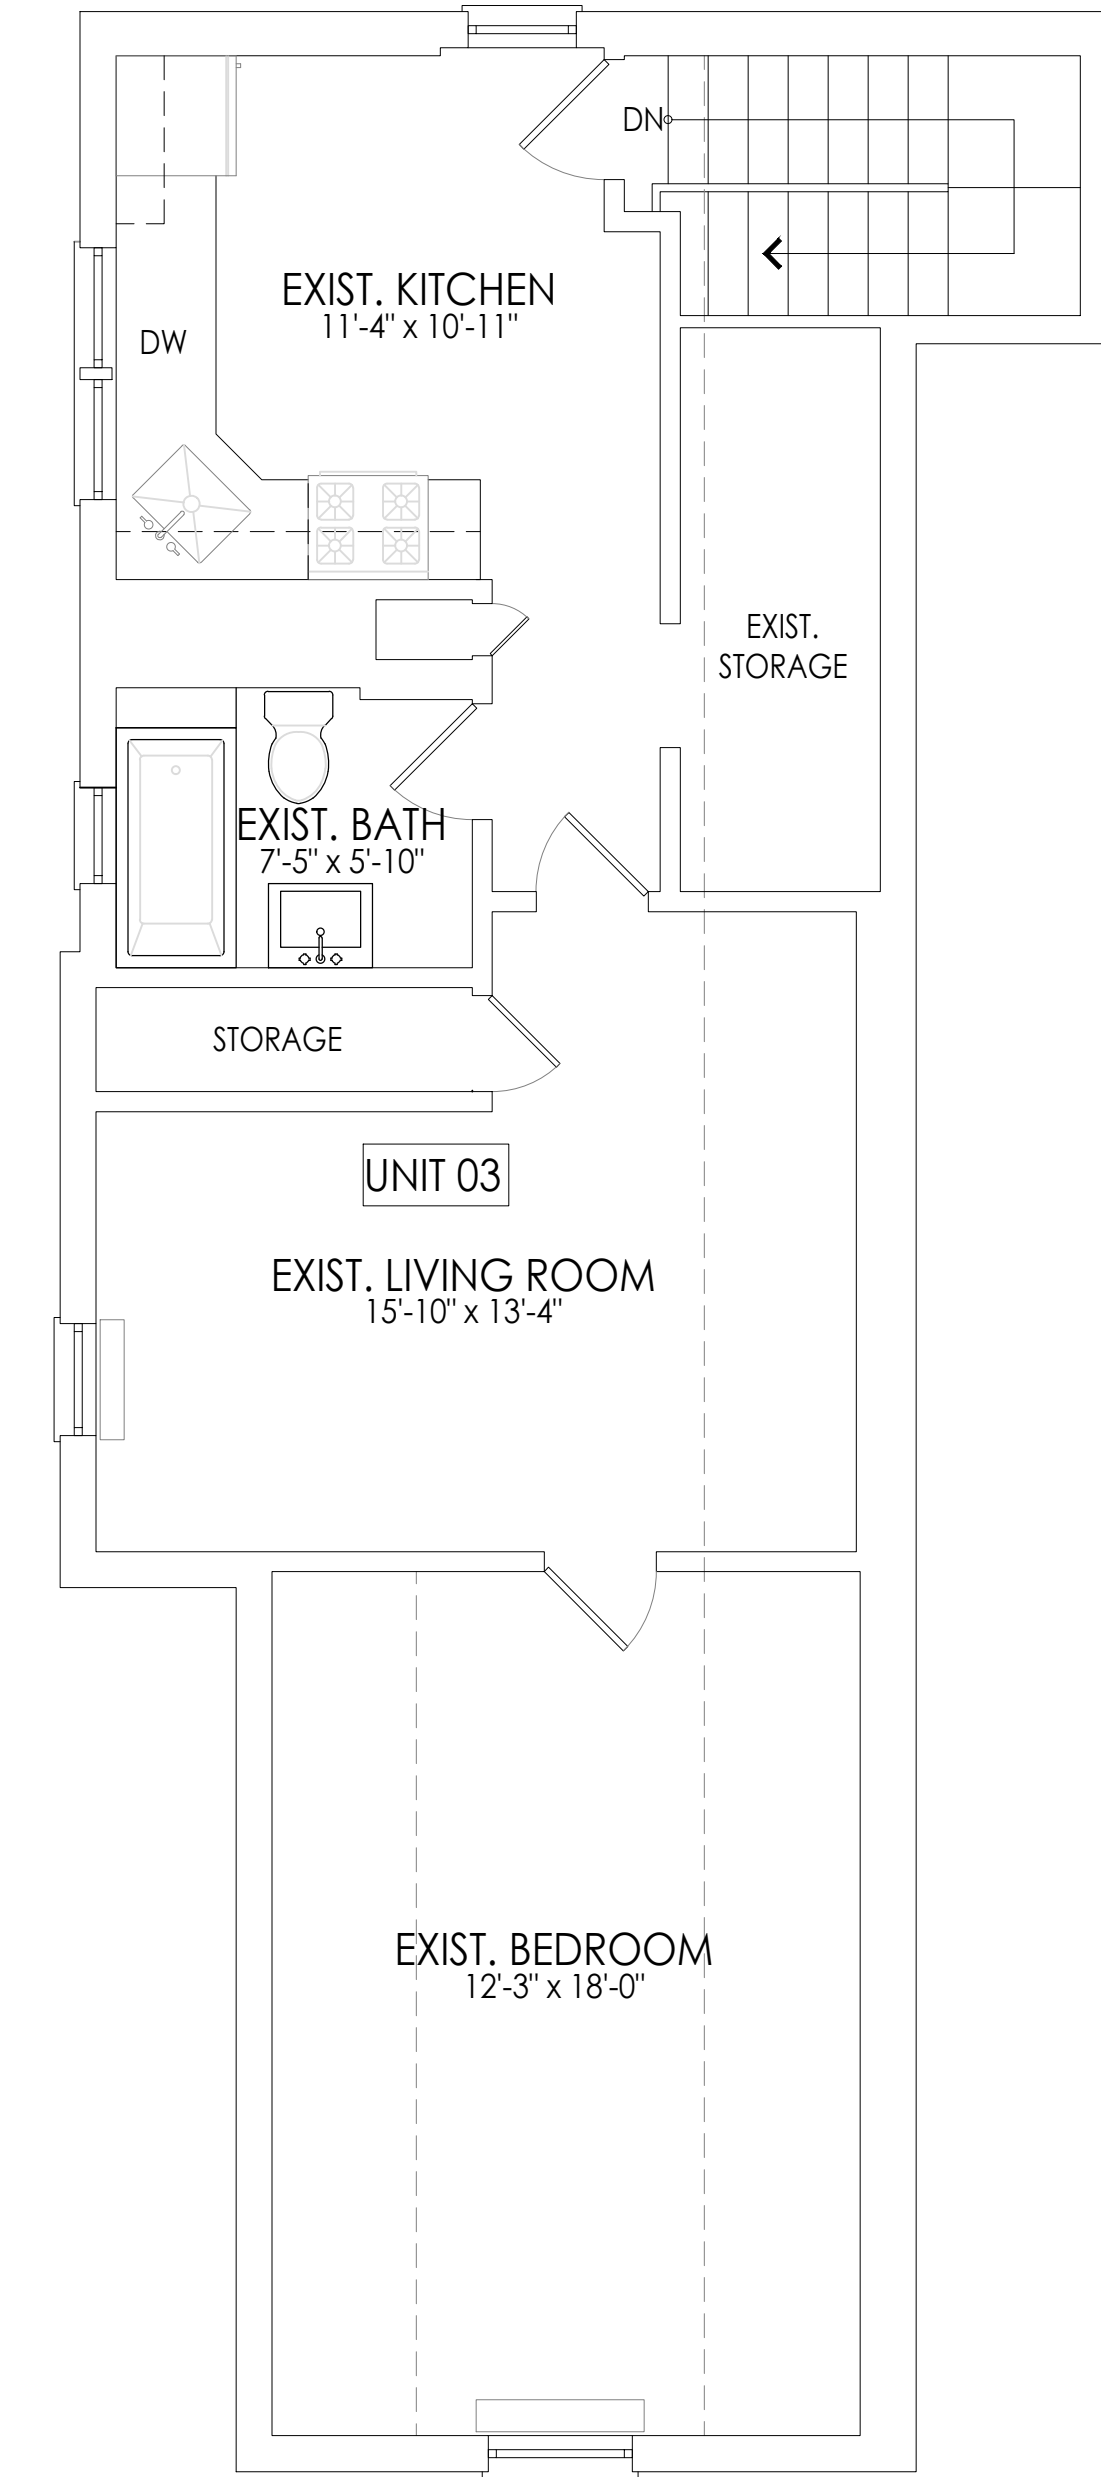 DN
EXIST. KITCHEN
11'-4" x 10'-11"
DW
EXIST.
STORAGE
EXIST. BATH
7'-5" x 5'-10"
STORAGE
UNIT 03
EXIST. LIVING ROOM
15'-10" x 13'-4"
EXIST. BEDROOM
12'-3" x 18'-0"